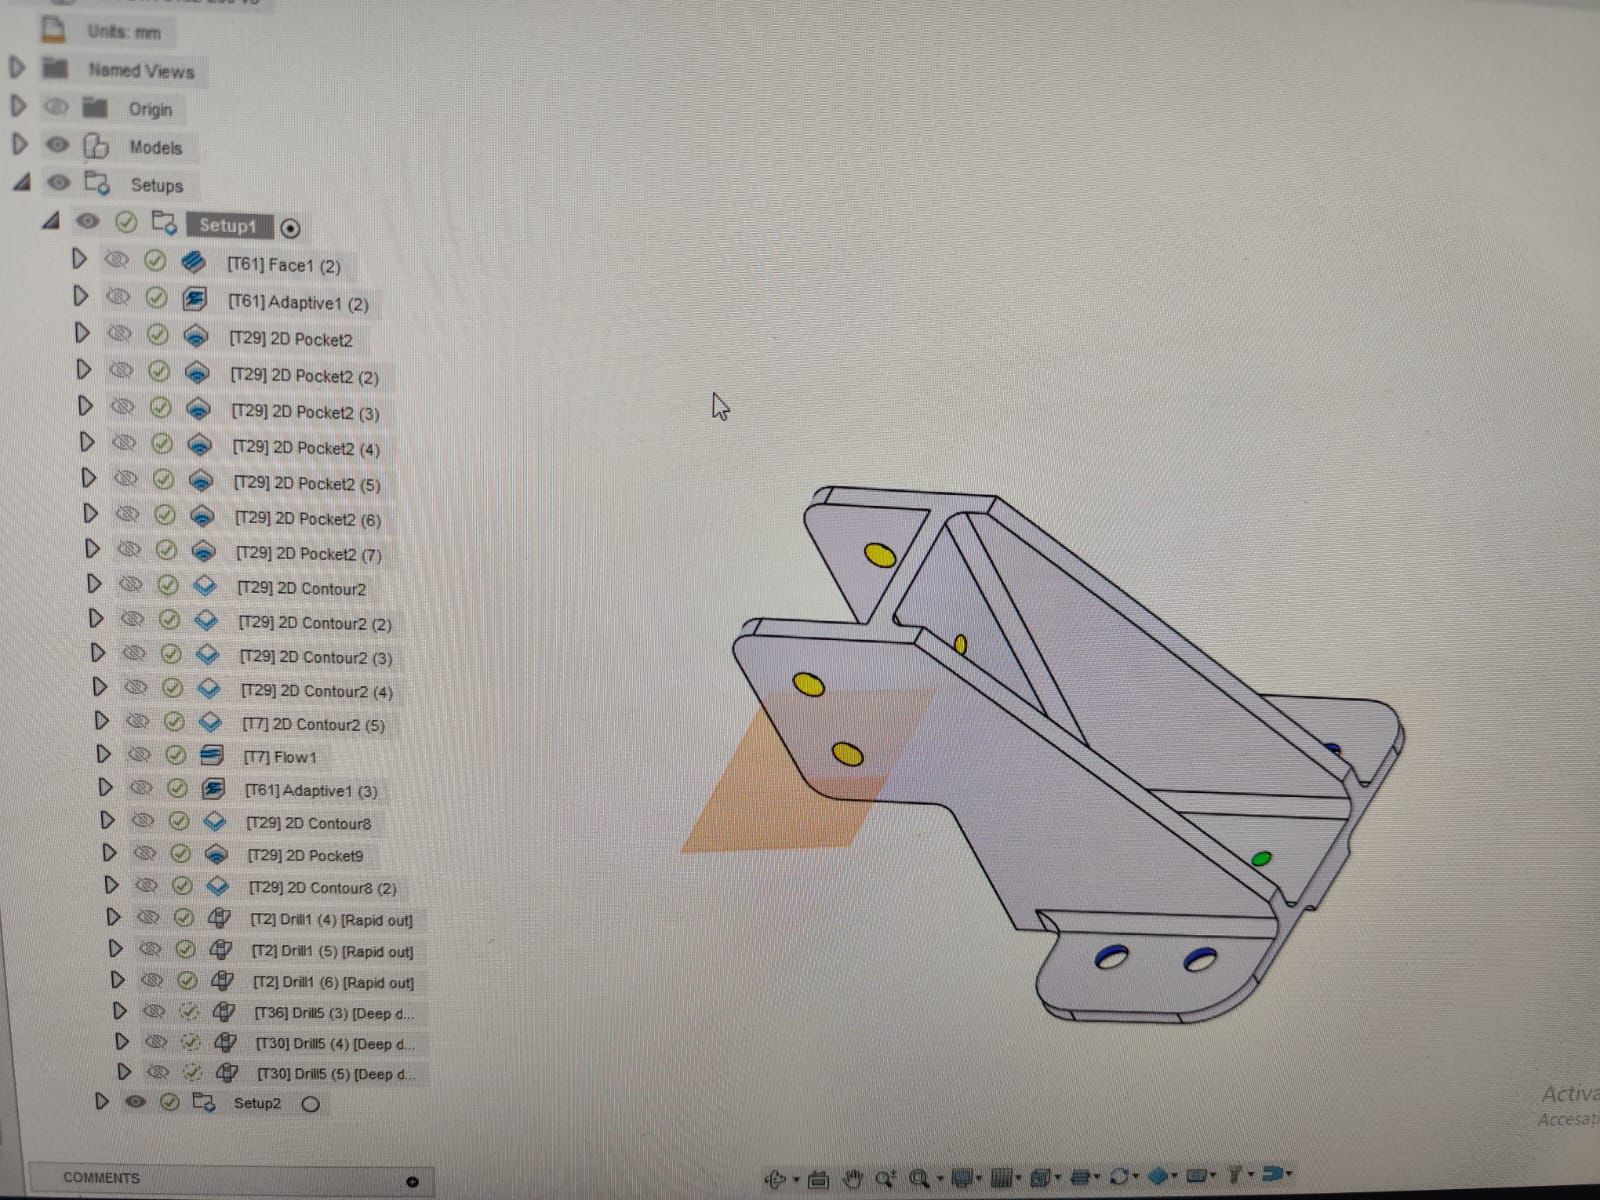 Units: mm
Named Views
Origin
Models
Setups
Setup1
[T61] Face1 (2)
[T61] Adaptive1 (2)
[T29] 2D Pocket2
[T29] 2D Pocket2 (2)
[T29] 2D Pocket2 (3)
[T29] 2D Pocket2 (4)
[T29] 2D Pocket2 (5)
[T29] 2D Pocket2 (6)
[T29] 2D Pocket2 (7)
[T29] 2D Contour2
[T29] 2D Contour2 (2)
[T29] 2D Contour2 (3)
[T29] 2D Contour2 (4)
[T7] 2D Contour2 (5)
[T7] Flow1
[T61] Adaptive1 (3)
[T29] 2D Contour8
[T29] 2D Pocket9
[T29] 2D Contour8 (2)
[T2] Drill1 (4) [Rapid out]
[T2] Drill1 (5) [Rapid out]
[T2] Drill1 (6) [Rapid out]
[T36] Drill5 (3) [Deep d...
[T30] Drill5 (4) [Deep d...
[T30] Drill5 (5) [Deep d...
Setup2
Activa
Accesați
COMMENTS